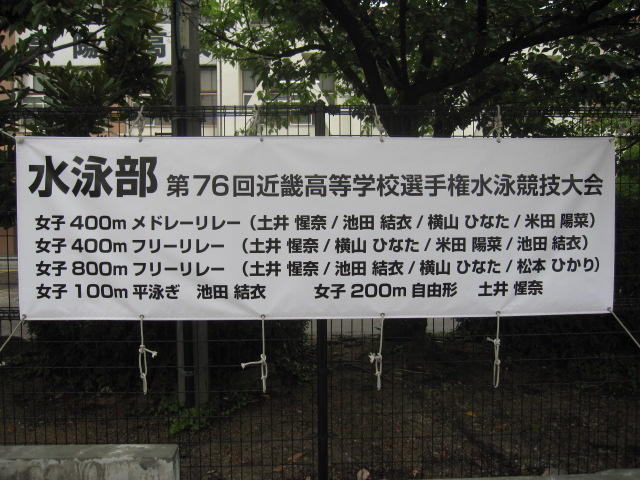 陽高
水泳部 第76回近畿高等学校選手権水泳競技大会
女子 400m メドレーリレー（土井 惺奈 / 池田 結衣 / 横山 ひなた / 米田 陽菜）
女子 400m フリーリレー （土井 惺奈 / 横山 ひなた / 米田 陽菜 / 池田 結衣）
女子 800m フリーリレー （土井 惺奈 / 池田 結衣 / 横山 ひなた / 松本 ひかり）
女子 100m 平泳ぎ 池田 結衣 女子 200m 自由形 土井 惺奈